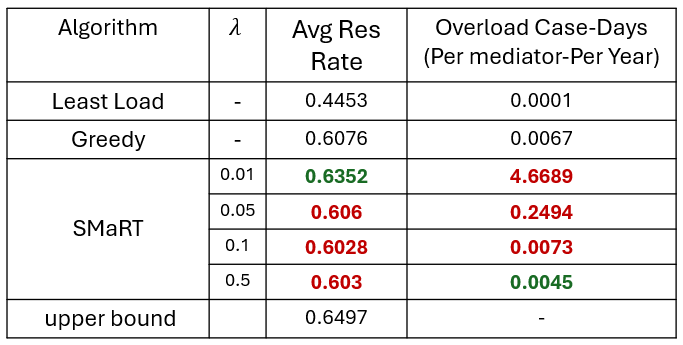 Algorithm λ Avg Res Rate Overload Case-Days (Per mediator-Per Year)
Least Load - 0.4453 0.0001
Greedy - 0.6076 0.0067
SMaRT 0.01 0.6352 4.6689
0.05 0.606 0.2494
0.1 0.6028 0.0073
0.5 0.603 0.0045
upper bound 0.6497 -